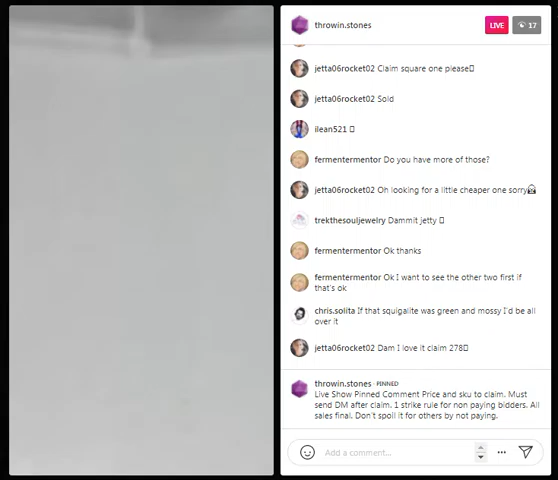 throwin.stones
LIVE
17
jetta06rocket02 Claim square one please
jetta06rocket02 Sold
ilean521
fermentermentor Do you have more of those?
jetta06rocket02 Oh looking for a little cheaper one sorry
trekthesouljewelry Dammit jetty
fermentermentor Ok thanks
fermentermentor Ok I want to see the other two first if
that's ok
chris.solita If that squigalite was green and mossy I'd be all
over it
jetta06rocket02 Dam I love it claim 278
throwin.stones · PINNED
Live Show Pinned Comment Price and sku to claim. Must
send DM after claim. 1 strike rule for non paying bidders. All
sales final. Don't spoil it for others by not paying.
Add a comment...